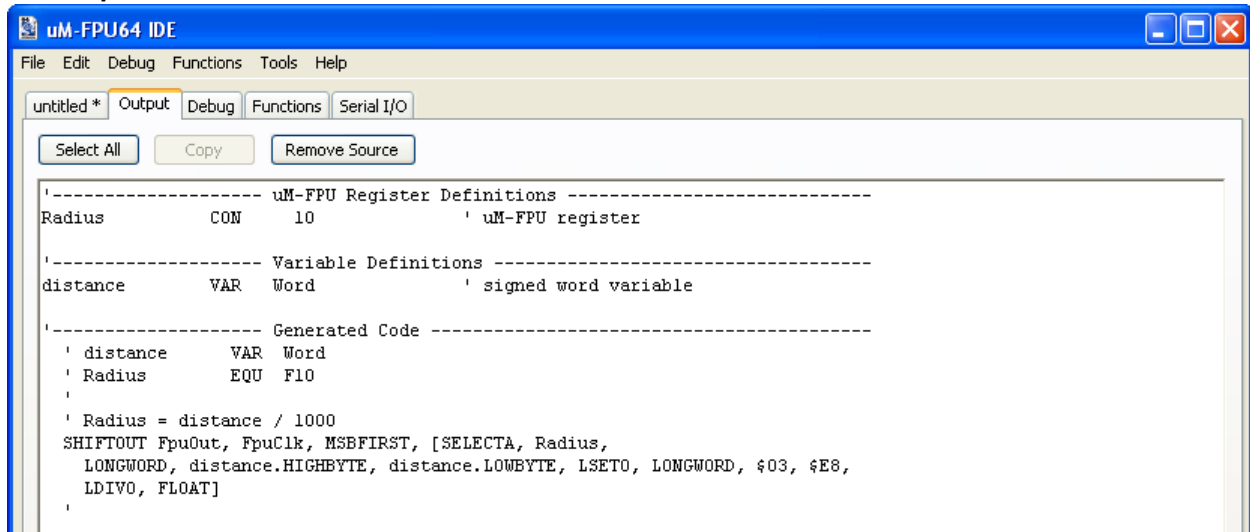 uM-FPU64 IDE
File Edit Debug Functions Tools Help
untitled * Output Debug Functions Serial I/O
Select All Copy Remove Source
'-------------------- uM-FPU Register Definitions -----------------------------
Radius          CON     10              ' uM-FPU register
'-------------------- Variable Definitions ------------------------------------
distance        VAR   Word              ' signed word variable
'-------------------- Generated Code ------------------------------------------
' distance      VAR  Word
' Radius        EQU  F10
'
' Radius = distance / 1000
SHIFTOUT FpuOut, FpuClk, MSBFIRST, [SELECTA, Radius,
LONGWORD, distance.HIGHBYTE, distance.LOWBYTE, LSET0, LONGWORD, $03, $E8,
LDIV0, FLOAT]
'